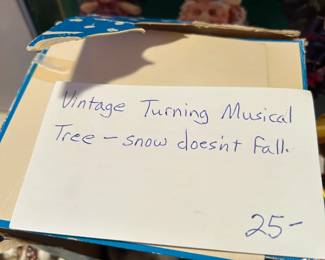 Vintage Turning Musical
Tree - snow doesn't fall.
25-